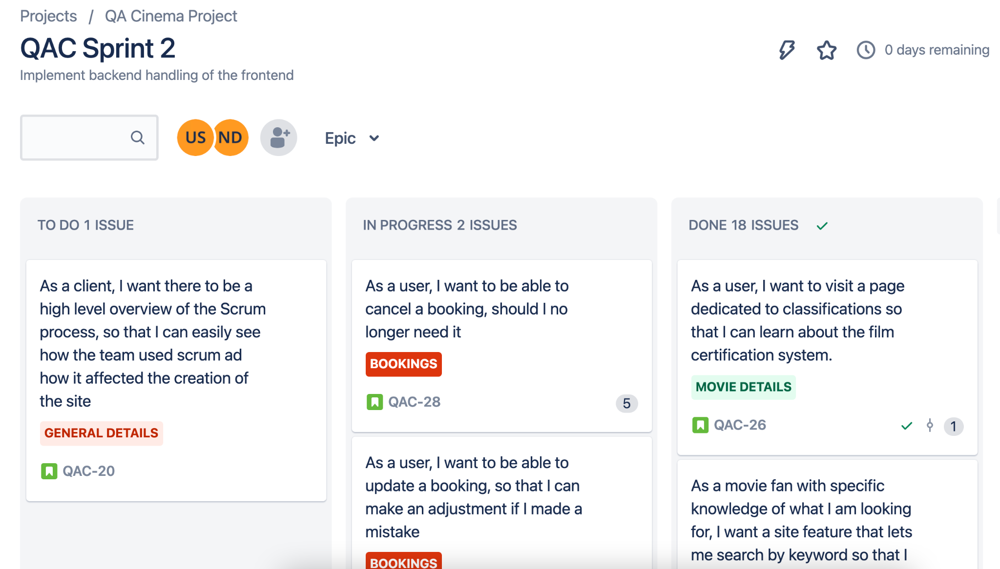 Projects / QA Cinema Project
QAC Sprint 2
0 days remaining
Implement backend handling of the frontend
US ND Epic
TO DO 1 ISSUE
As a client, I want there to be a
high level overview of the Scrum
process, so that I can easily see
how the team used scrum ad
how it affected the creation of
the site
GENERAL DETAILS
QAC-20
IN PROGRESS 2 ISSUES
As a user, I want to be able to
cancel a booking, should I no
longer need it
BOOKINGS
QAC-28 5
As a user, I want to be able to
update a booking, so that I can
make an adjustment if I made a
mistake
BOOKINGS
DONE 18 ISSUES
As a user, I want to visit a page
dedicated to classifications so
that I can learn about the film
certification system.
MOVIE DETAILS
QAC-26 1
As a movie fan with specific
knowledge of what I am looking
for, I want a site feature that lets
me search by keyword so that I